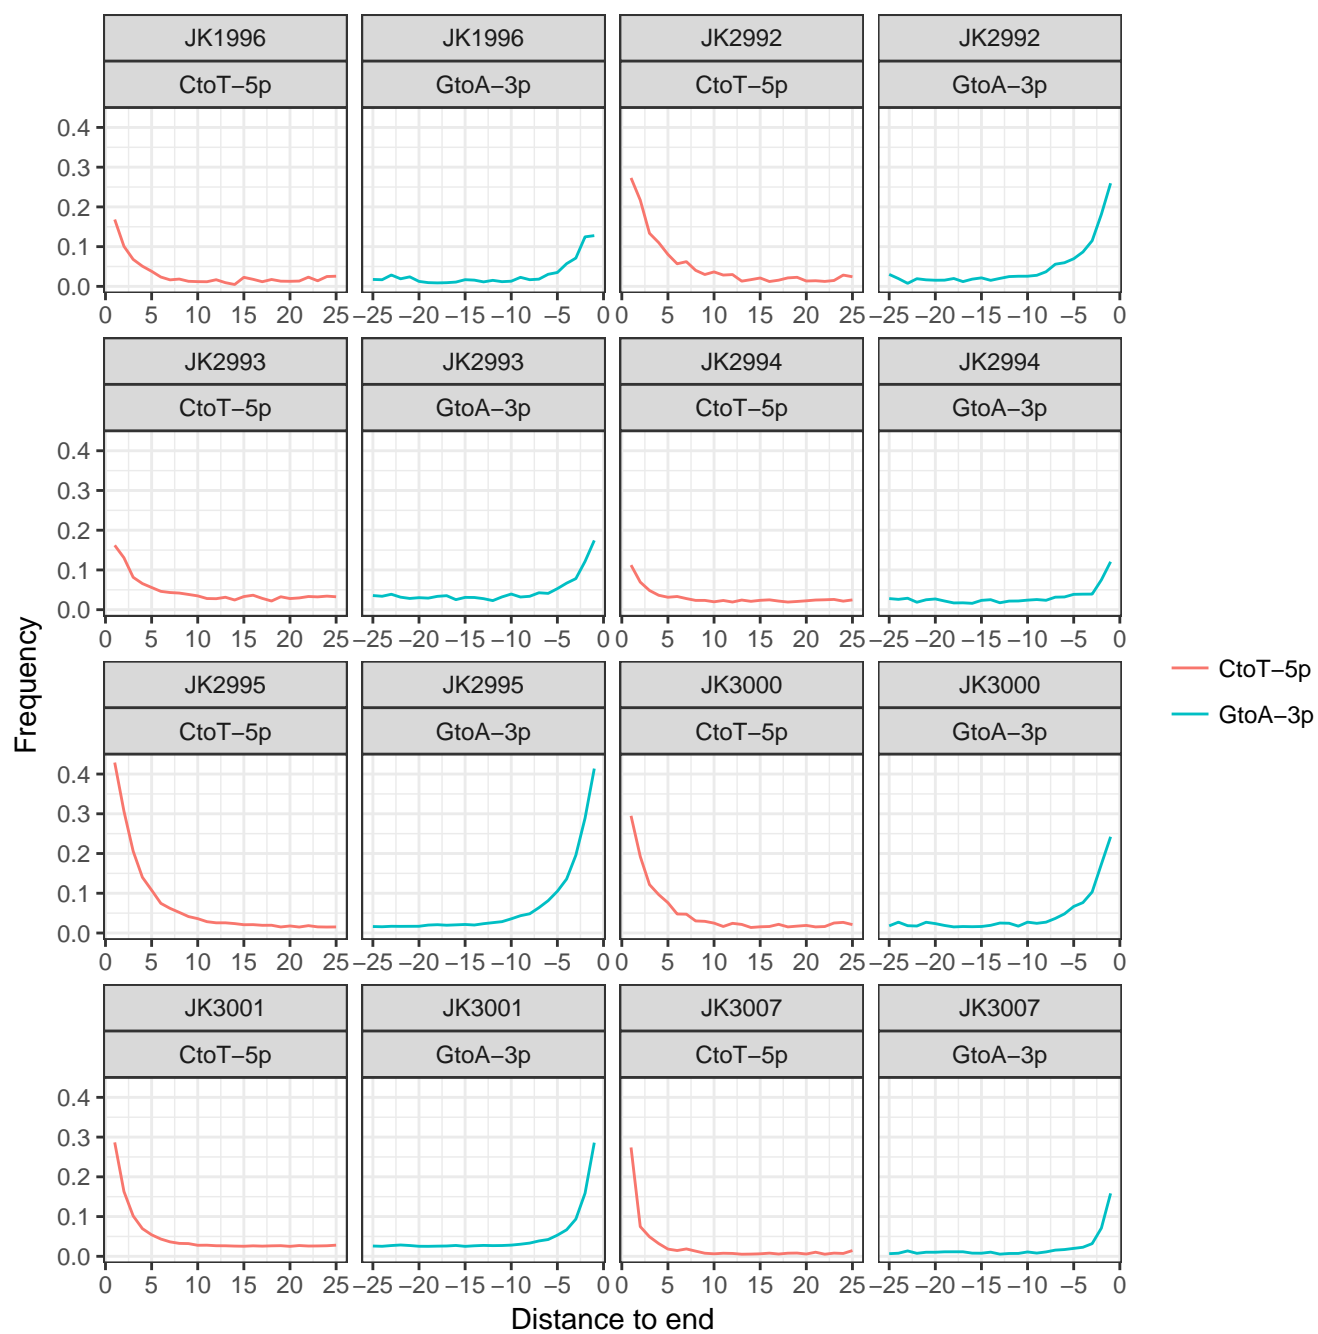 JK1996 JK1996 JK2992 JK2992
CtoT−5p GtoA−3p CtoT−5p GtoA−3p
0.4
0.3
0.2
0.1
0.0
0 5 10 15 20 25 −25 −20 −15 −10 −5 0 0 5 10 15 20 25 −25 −20 −15 −10 −5 0
JK2993 JK2993 JK2994 JK2994
CtoT−5p GtoA−3p CtoT−5p GtoA−3p
0.4
0.3
0.2
0.1
0.0
0 5 10 15 20 25 −25 −20 −15 −10 −5 0 0 5 10 15 20 25 −25 −20 −15 −10 −5 0
Frequency
CtoT−5p
GtoA−3p
JK2995 JK2995 JK3000 JK3000
CtoT−5p GtoA−3p CtoT−5p GtoA−3p
0.4
0.3
0.2
0.1
0.0
0 5 10 15 20 25 −25 −20 −15 −10 −5 0 0 5 10 15 20 25 −25 −20 −15 −10 −5 0
JK3001 JK3001 JK3007 JK3007
CtoT−5p GtoA−3p CtoT−5p GtoA−3p
0.4
0.3
0.2
0.1
0.0
0 5 10 15 20 25 −25 −20 −15 −10 −5 0 0 5 10 15 20 25 −25 −20 −15 −10 −5 0
Distance to end